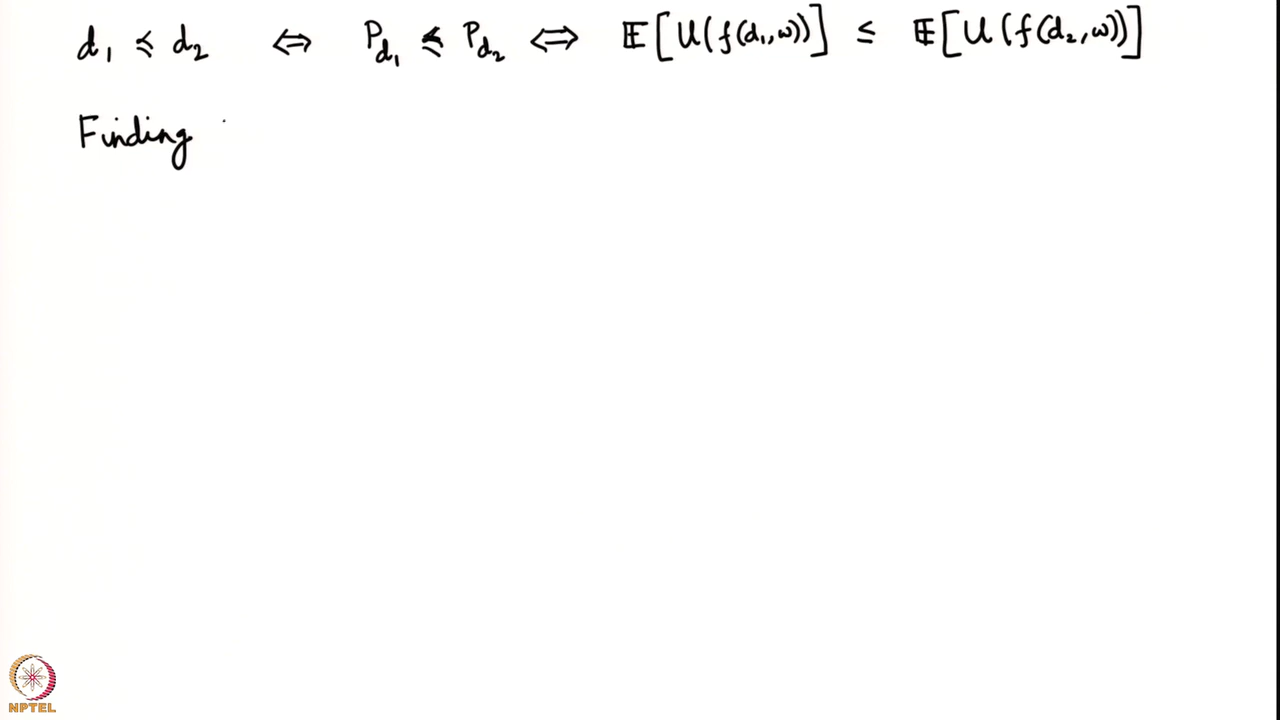 d₁ ≼ d₂ ⇔ P_{d₁} ≼ P_{d₂} ⇔ 𝔼[U(f(d₁,ω))] ≤ 𝔼[U(f(d₂,ω))]
Finding
NPTEL